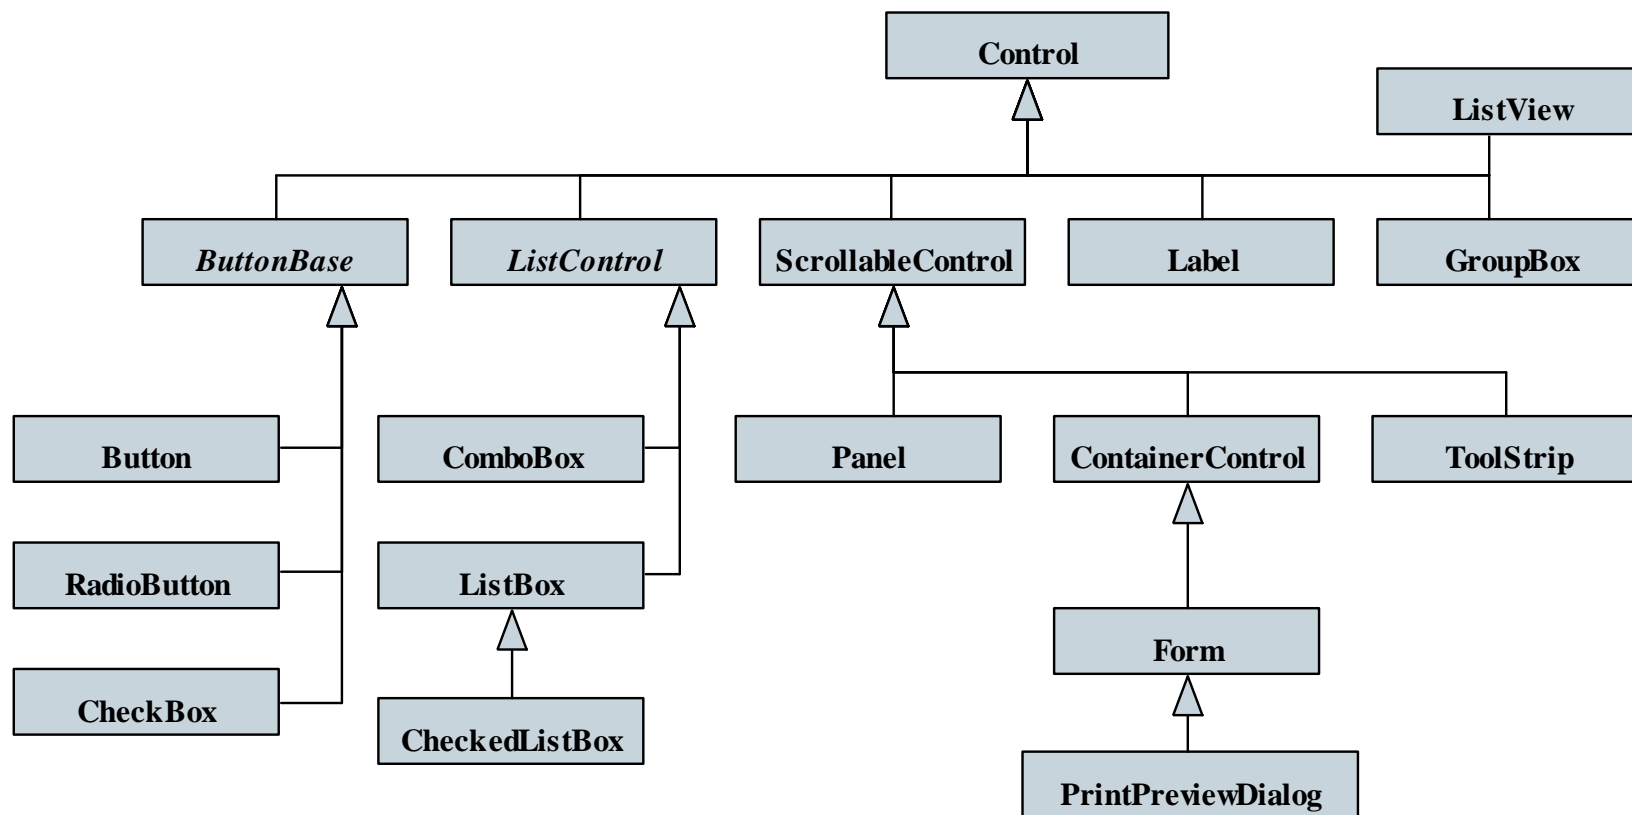 Control
ListView
ButtonBase
ListControl
ScrollableControl
Label
GroupBox
Button
ComboBox
Panel
ContainerControl
ToolStrip
RadioButton
ListBox
Form
CheckBox
CheckedListBox
PrintPreviewDialog